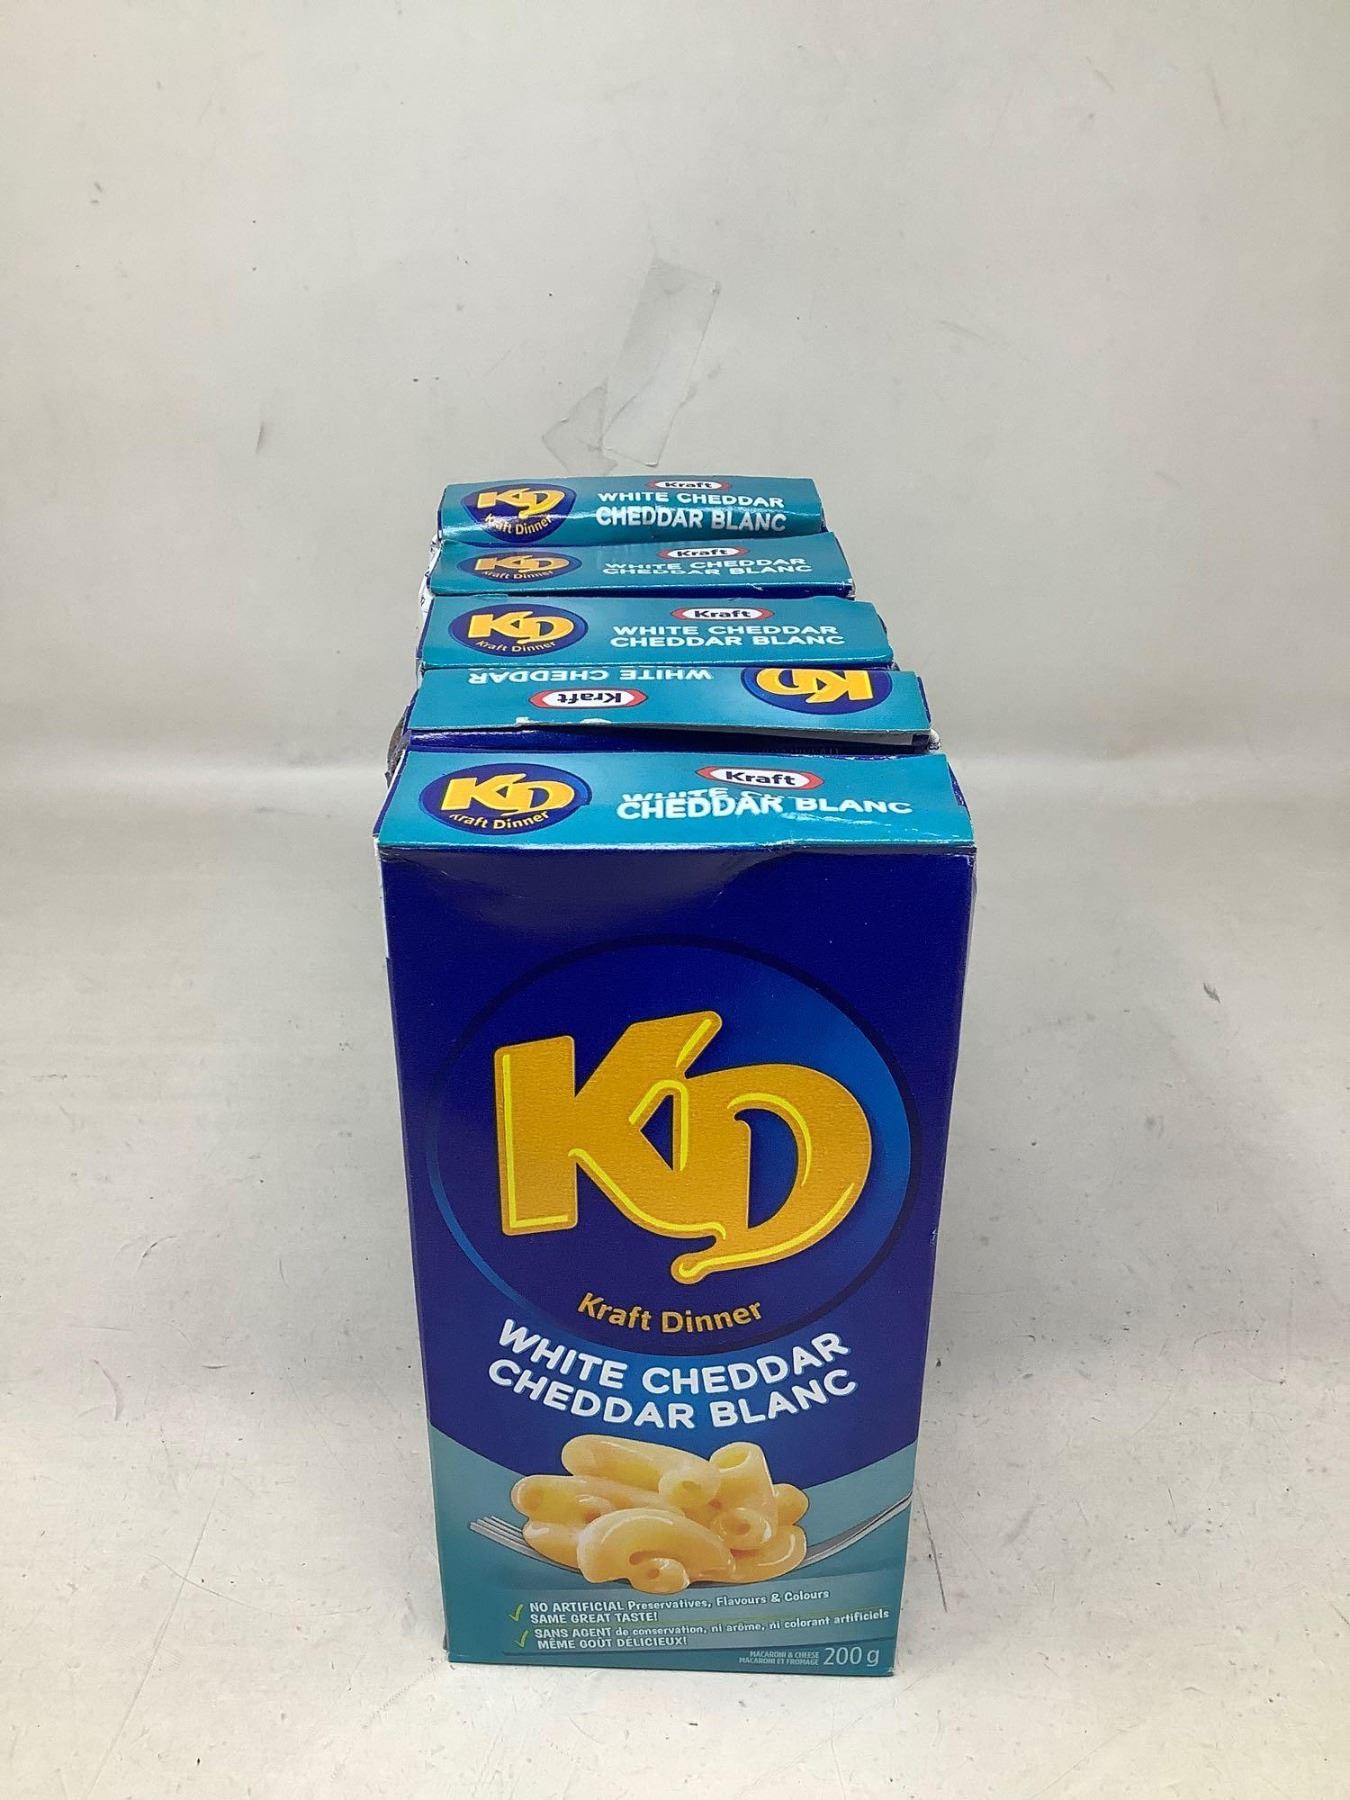 KD
Kraft Dinner
Kraft
WHITE CHEDDAR
CHEDDAR BLANC
KD
Kraft Dinner
Kraft
WHITE CHEDDAR
CHEDDAR BLANC
KD
Kraft Dinner
Kraft
WHITE CHEDDAR
CHEDDAR BLANC
WHITE CHEDDAR
Kraft
KD
KD
Kraft Dinner
Kraft
WHITE
CHEDDAR BLANC
KD
Kraft Dinner
WHITE CHEDDAR
CHEDDAR BLANC
NO ARTIFICIAL Preservatives, Flavours & Colours
SAME GREAT TASTE!
SANS AGENT de conservation, ni arôme, ni colorant artificiels
MÊME GOÛT DÉLICIEUX!
MACARONI & CHEESE
MACARONI ET FROMAGE
200 g